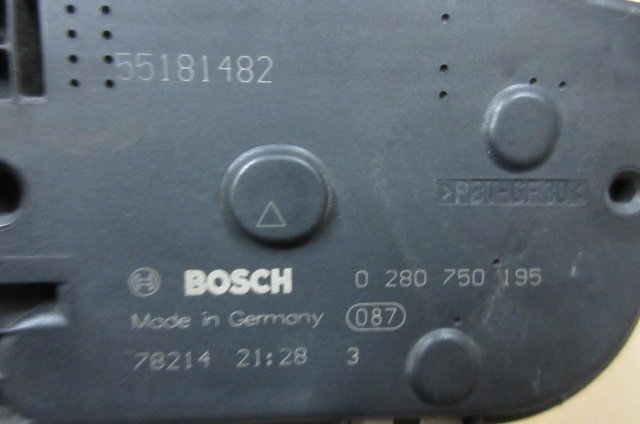 55181482
>PBT-GF30<
BOSCH 0 280 750 195
Made in Germany 087
78214 21:28 3